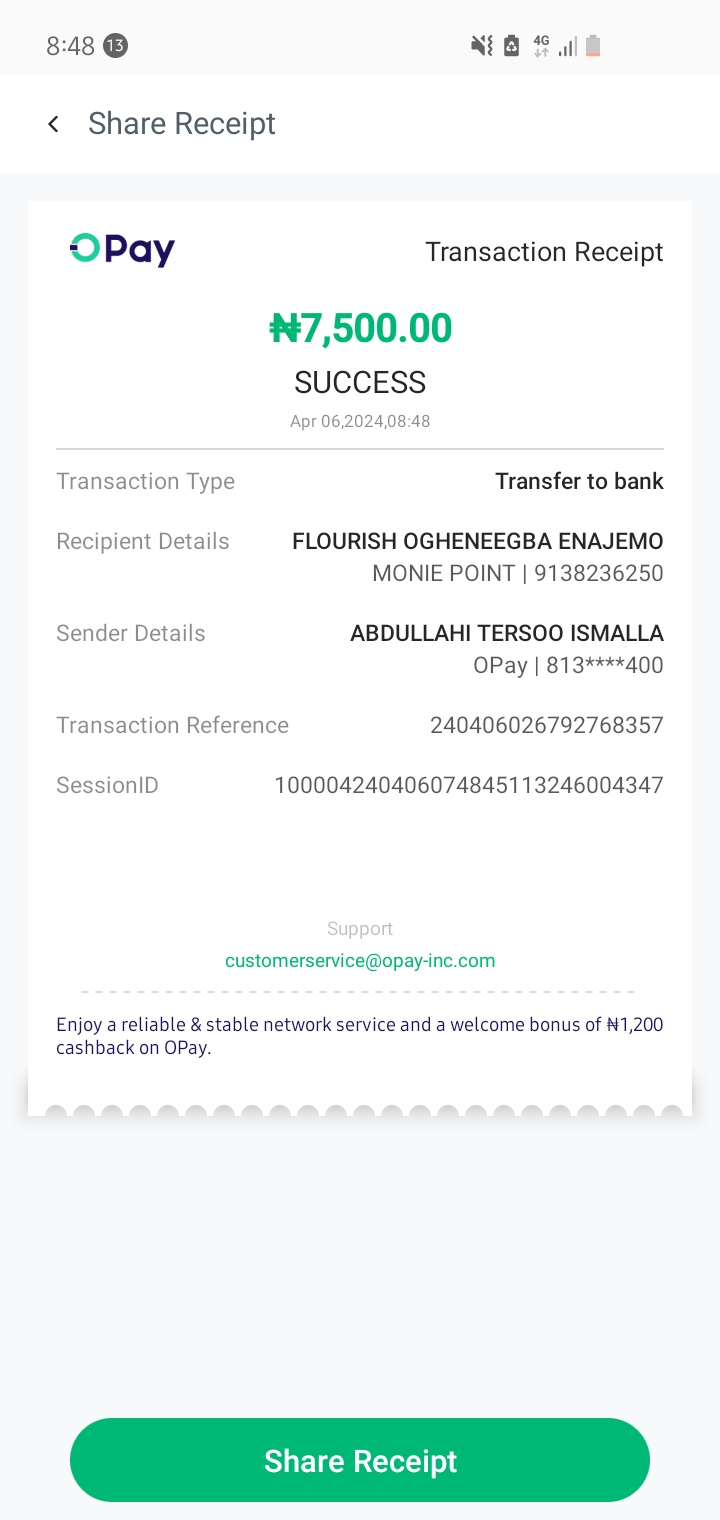 8:48 13 4G
Share Receipt
OPay Transaction Receipt
₦7,500.00
SUCCESS
Apr 06,2024,08:48
Transaction Type Transfer to bank
Recipient Details FLOURISH OGHENEEGBA ENAJEMO
MONIE POINT | 9138236250
Sender Details ABDULLAHI TERSOO ISMALLA
OPay | 813****400
Transaction Reference 240406026792768357
SessionID 100004240406074845113246004347
Support
customerservice@opay-inc.com
Enjoy a reliable & stable network service and a welcome bonus of ₦1,200
cashback on OPay.
Share Receipt